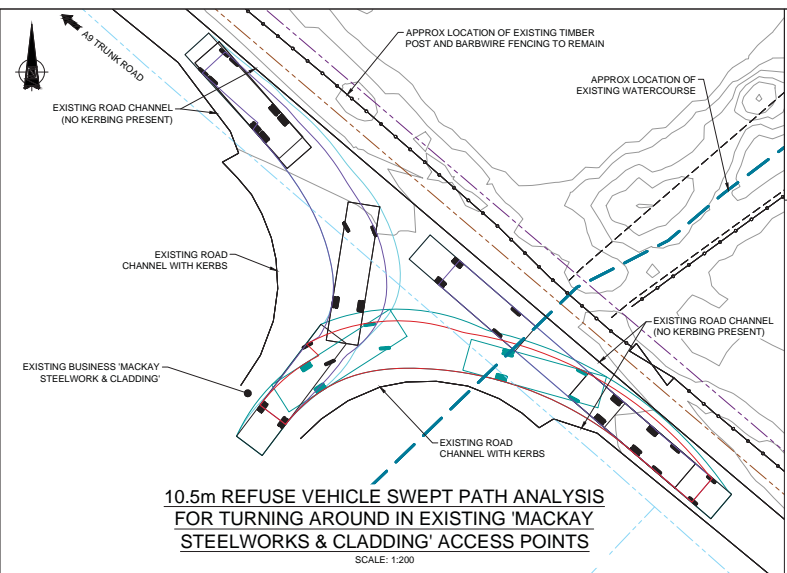 A9 TRUNK ROAD
APPROX LOCATION OF EXISTING TIMBER
POST AND BARBWIRE FENCING TO REMAIN
APPROX LOCATION OF
EXISTING WATERCOURSE
EXISTING ROAD CHANNEL
(NO KERBING PRESENT)
EXISTING ROAD
CHANNEL WITH KERBS
EXISTING ROAD CHANNEL
(NO KERBING PRESENT)
EXISTING BUSINESS 'MACKAY
STEELWORK & CLADDING'
EXISTING ROAD
CHANNEL WITH KERBS
10.5m REFUSE VEHICLE SWEPT PATH ANALYSIS
FOR TURNING AROUND IN EXISTING 'MACKAY
STEELWORKS & CLADDING' ACCESS POINTS
SCALE: 1:200